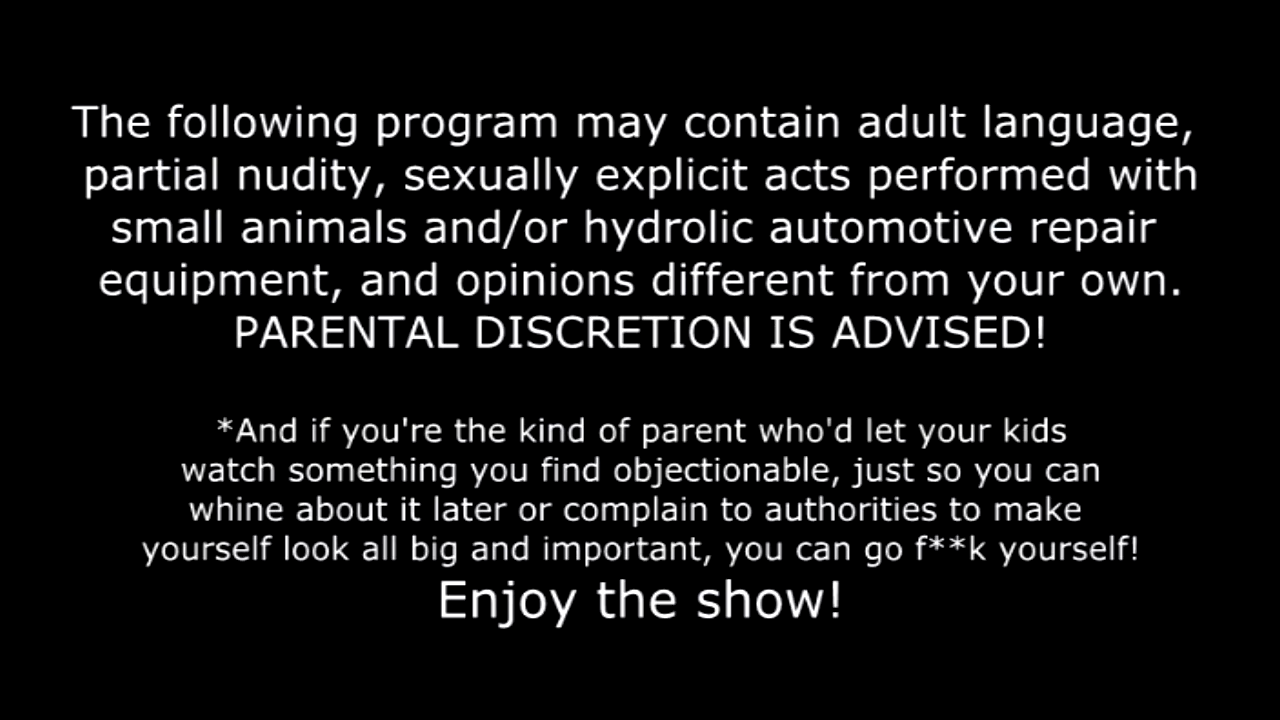 The following program may contain adult language,
partial nudity, sexually explicit acts performed with
small animals and/or hydrolic automotive repair
equipment, and opinions different from your own.
PARENTAL DISCRETION IS ADVISED!
*And if you're the kind of parent who'd let your kids
watch something you find objectionable, just so you can
whine about it later or complain to authorities to make
yourself look all big and important, you can go f**k yourself!
Enjoy the show!